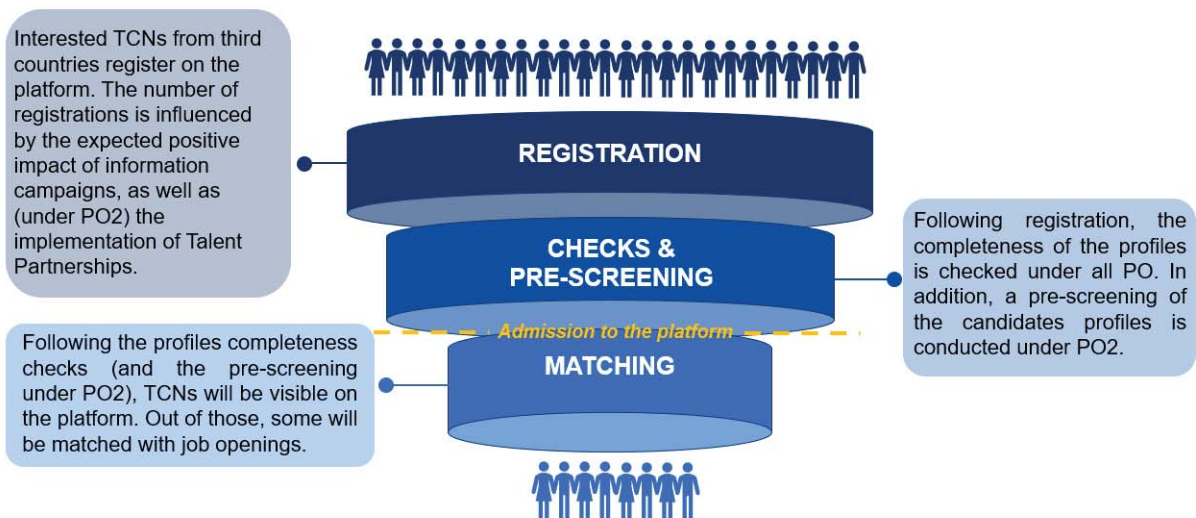 Interested TCNs from third
countries register on the
platform. The number of
registrations is influenced
by the expected positive
impact of information
campaigns, as well as
(under PO2) the
implementation of Talent
Partnerships.
REGISTRATION
CHECKS &
PRE-SCREENING
Following registration, the
completeness of the profiles
is checked under all PO. In
addition, a pre-screening of
the candidates profiles is
conducted under PO2.
Admission to the platform
MATCHING
Following the profiles completeness
checks (and the pre-screening
under PO2), TCNs will be visible on
the platform. Out of those, some will
be matched with job openings.